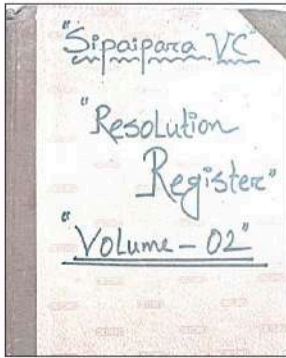 "Sipaipara VC"
"Resolution
Register"
"Volume - 02"